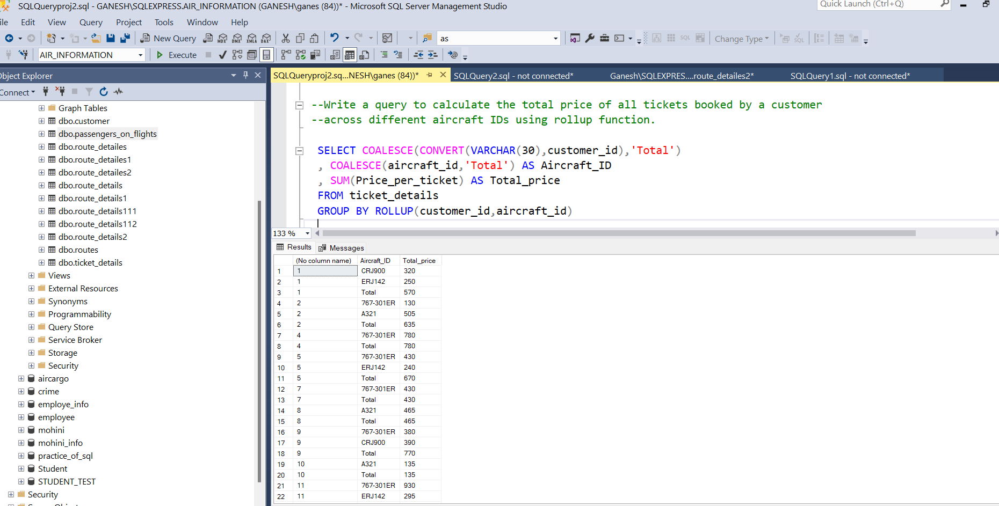 SQLQueryproj2.sql - GANESH\SQLEXPRESS.AIR_INFORMATION (GANESH\ganes (84))* - Microsoft SQL Server Management Studio
Quick Launch (Ctrl+Q)
ile Edit View Query Project Tools Window Help
New Query MDX DMX XMLA DAX as SQL Change Type SQL
AIR_INFORMATION Execute
Object Explorer
SQLQueryproj2.sq...NESH\ganes (84))* SQLQuery2.sql - not connected* Ganesh\SQLEXPRES....route_detailes2* SQLQuery1.sql - not connected*
Connect
Graph Tables
dbo.customer
dbo.passengers_on_flights
dbo.route_detailes
dbo.route_detailes1
dbo.route_detailes2
dbo.route_details
dbo.route_details1
dbo.route_details111
dbo.route_details112
dbo.route_details2
dbo.routes
dbo.ticket_details
Views
External Resources
Synonyms
Programmability
Query Store
Service Broker
Storage
Security
aircargo
crime
employe_info
employee
mohini
mohini_info
practice_of_sql
Student
STUDENT_TEST
Security
--Write a query to calculate the total price of all tickets booked by a customer
--across different aircraft IDs using rollup function.
SELECT COALESCE(CONVERT(VARCHAR(30),customer_id),'Total')
, COALESCE(aircraft_id,'Total') AS Aircraft_ID
, SUM(Price_per_ticket) AS Total_price
FROM ticket_details
GROUP BY ROLLUP(customer_id,aircraft_id)
133 %
Results Messages
(No column name) Aircraft_ID Total_price
1 1 CRJ900 320
2 1 ERJ142 250
3 1 Total 570
4 2 767-301ER 130
5 2 A321 505
6 2 Total 635
7 4 767-301ER 780
8 4 Total 780
9 5 767-301ER 430
10 5 ERJ142 240
11 5 Total 670
12 7 767-301ER 430
13 7 Total 430
14 8 A321 465
15 8 Total 465
16 9 767-301ER 380
17 9 CRJ900 390
18 9 Total 770
19 10 A321 135
20 10 Total 135
21 11 767-301ER 930
22 11 ERJ142 295